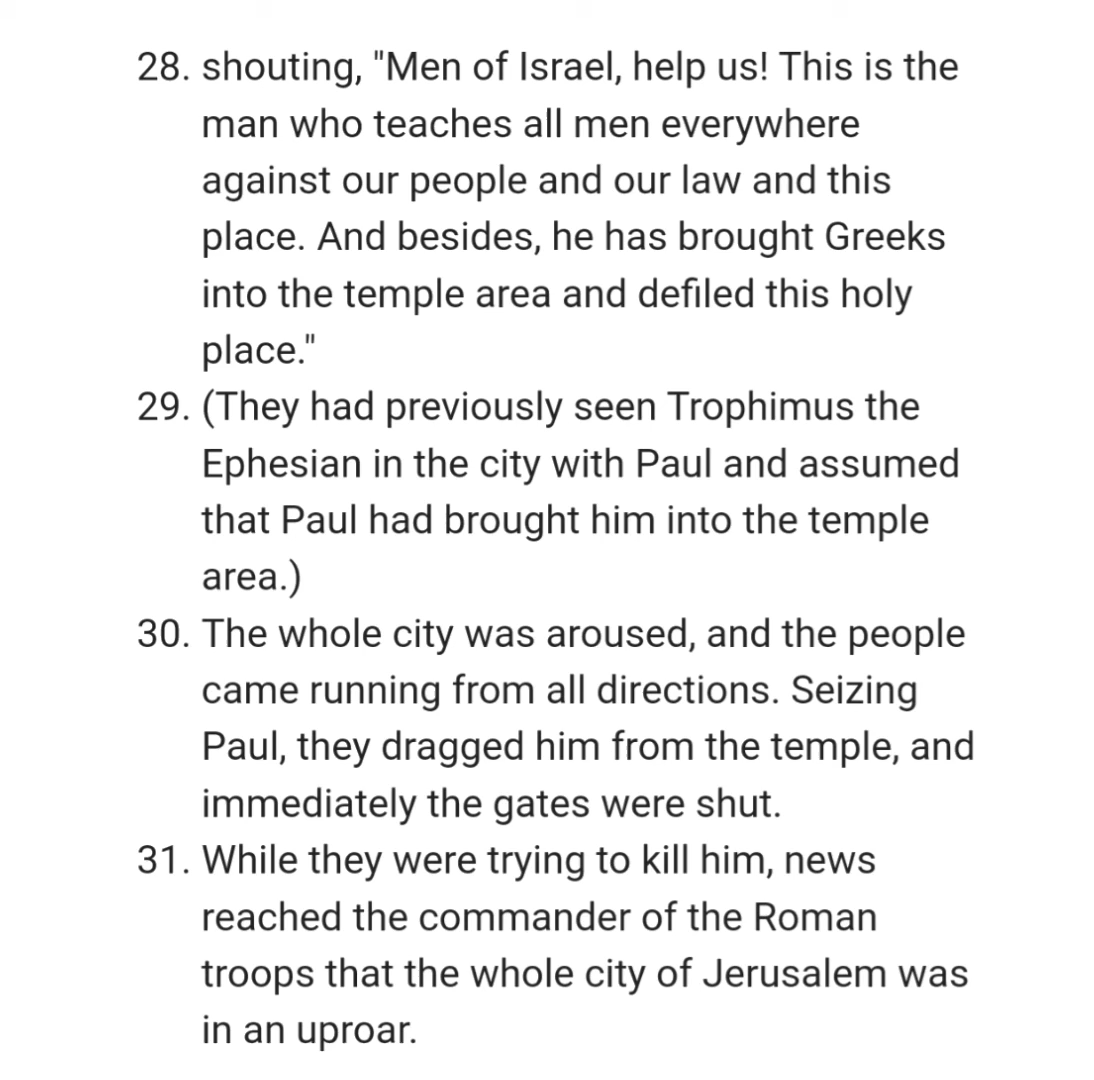 28. shouting, "Men of Israel, help us! This is the
man who teaches all men everywhere
against our people and our law and this
place. And besides, he has brought Greeks
into the temple area and defiled this holy
place."
29. (They had previously seen Trophimus the
Ephesian in the city with Paul and assumed
that Paul had brought him into the temple
area.)
30. The whole city was aroused, and the people
came running from all directions. Seizing
Paul, they dragged him from the temple, and
immediately the gates were shut.
31. While they were trying to kill him, news
reached the commander of the Roman
troops that the whole city of Jerusalem was
in an uproar.